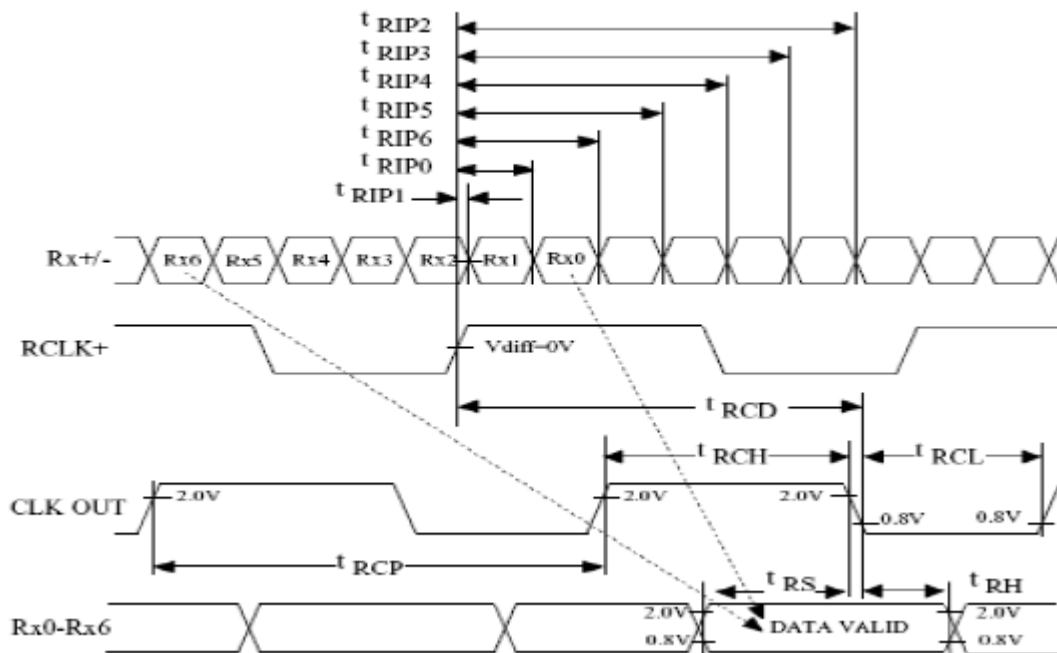 t RIP2
t RIP3
t RIP4
t RIP5
t RIP6
t RIP0
t RIP1
Rx+/- Rx6 Rx5 Rx4 Rx3 Rx2 Rx1 Rx0
RCLK+ Vdiff=0V
t RCD
t RCH t RCL
CLK OUT 2.0V 2.0V 2.0V 0.8V 0.8V
t RCP
t RS t RH
Rx0-Rx6 2.0V 0.8V DATA VALID 2.0V 0.8V